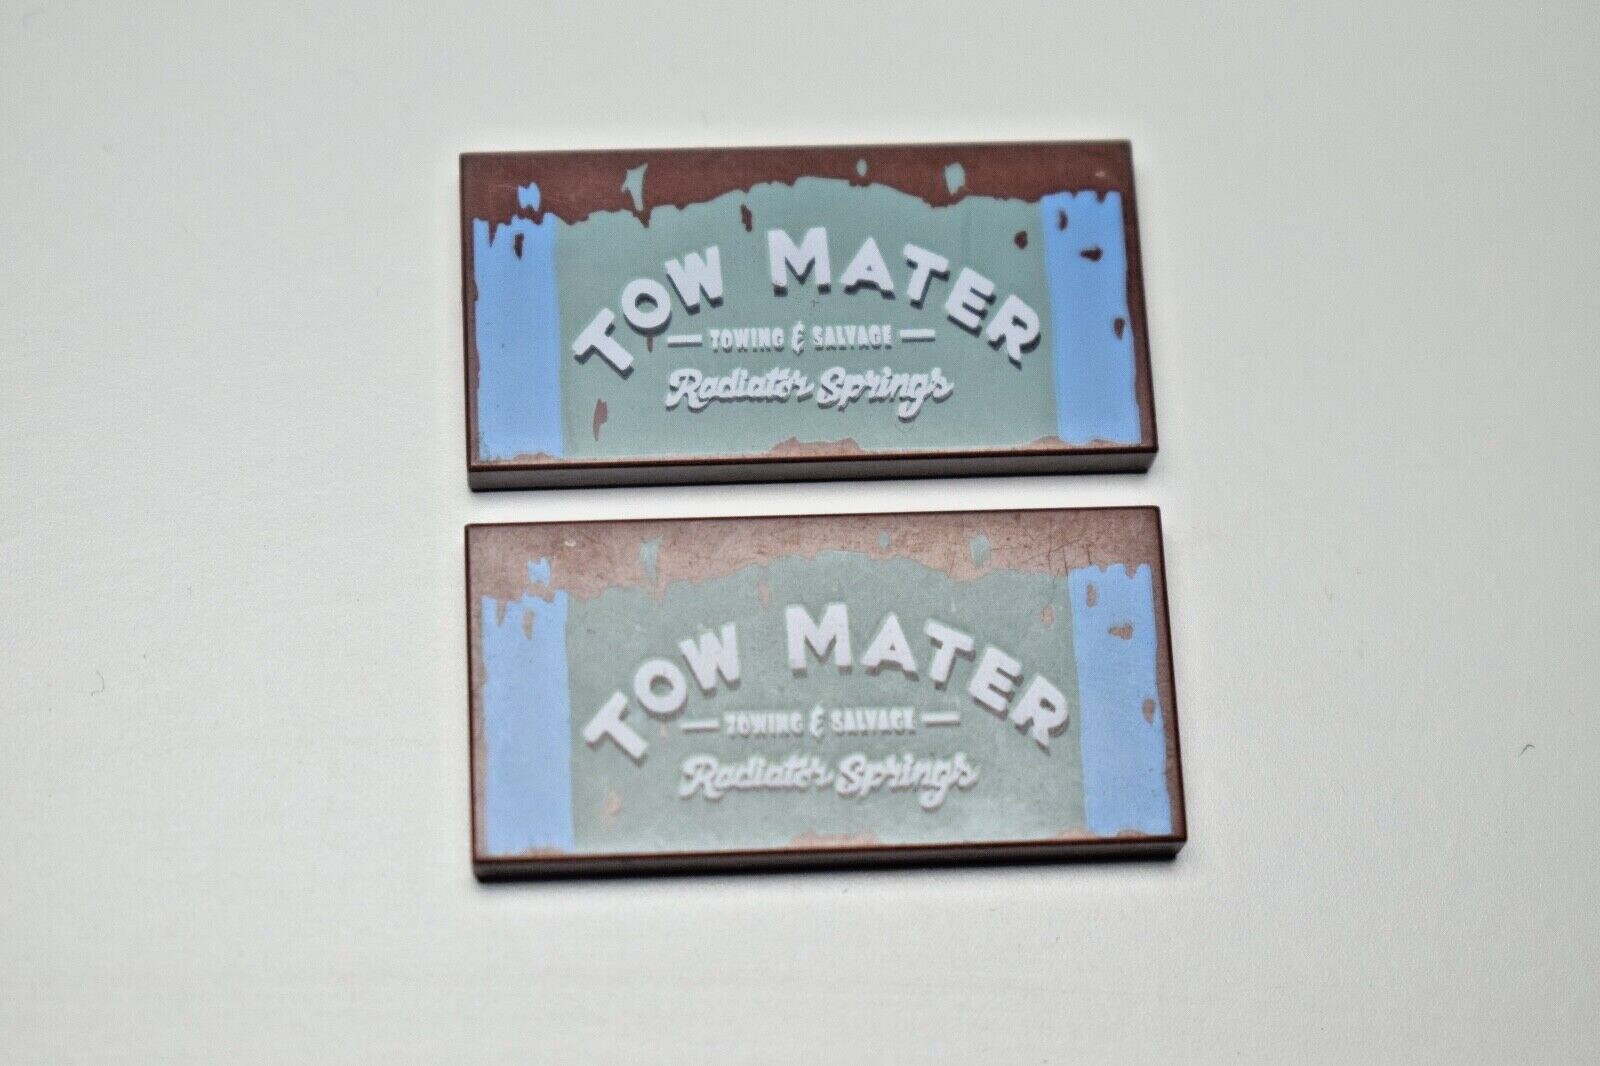 TOW MATER
TOWING & SALVAGE
Radiator Springs
TOW MATER
TOWING & SALVAGE
Radiator Springs